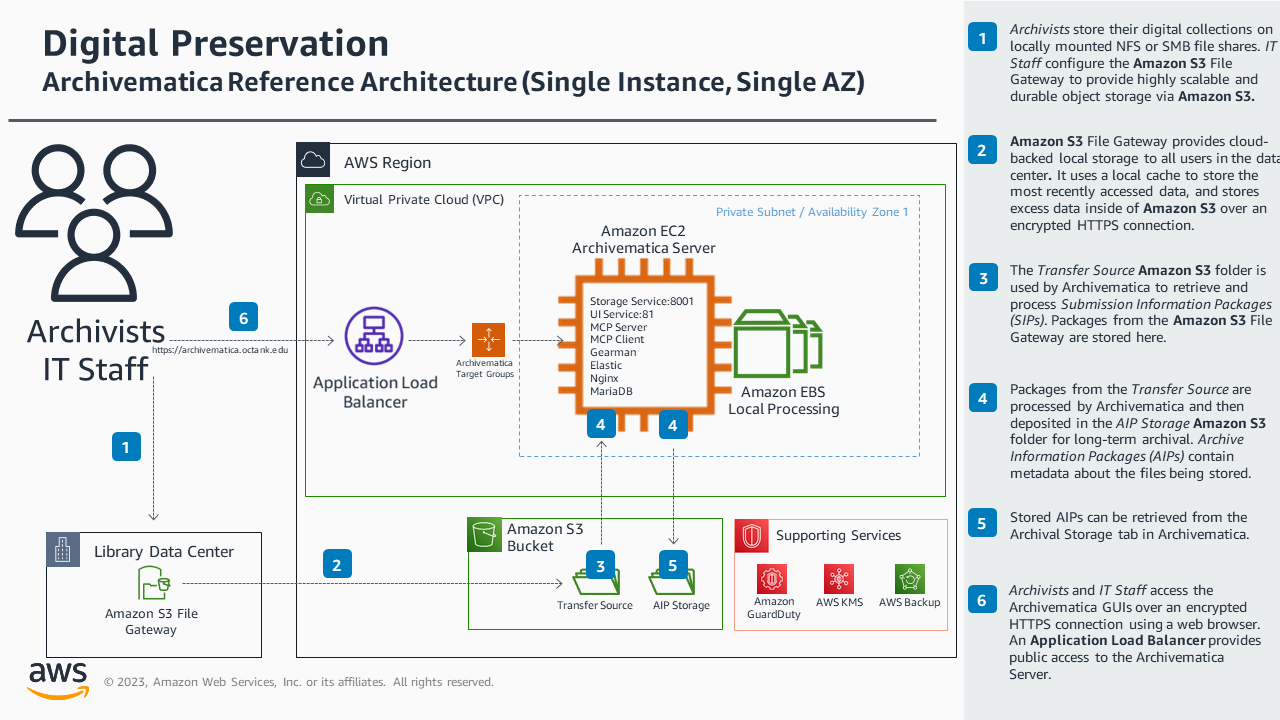 Digital Preservation
Archivematica Reference Architecture (Single Instance, Single AZ)
Archivists
IT Staff
6
https://archivematica.octank.edu
1
Library Data Center
Amazon S3 File
Gateway
2
AWS Region
Virtual Private Cloud (VPC)
Private Subnet / Availability Zone 1
Amazon EC2
Archivematica Server
Storage Service:8001
UI Service:81
MCP Server
MCP Client
Gearman
Elastic
Nginx
MariaDB
Application Load
Balancer
Archivematica
Target Groups
Amazon EBS
Local Processing
4
4
Amazon S3
Bucket
3
5
Transfer Source
AIP Storage
Supporting Services
Amazon
GuardDuty
AWS KMS
AWS Backup
aws
© 2023, Amazon Web Services, Inc. or its affiliates. All rights reserved.
1
Archivists store their digital collections on
locally mounted NFS or SMB file shares. IT
Staff configure the Amazon S3 File
Gateway to provide highly scalable and
durable object storage via Amazon S3.
2
Amazon S3 File Gateway provides cloud-
backed local storage to all users in the data
center. It uses a local cache to store the
most recently accessed data, and stores
excess data inside of Amazon S3 over an
encrypted HTTPS connection.
3
The Transfer Source Amazon S3 folder is
used by Archivematica to retrieve and
process Submission Information Packages
(SIPs). Packages from the Amazon S3 File
Gateway are stored here.
4
Packages from the Transfer Source are
processed by Archivematica and then
deposited in the AIP Storage Amazon S3
folder for long-term archival. Archive
Information Packages (AIPs) contain
metadata about the files being stored.
5
Stored AIPs can be retrieved from the
Archival Storage tab in Archivematica.
6
Archivists and IT Staff access the
Archivematica GUIs over an encrypted
HTTPS connection using a web browser.
An Application Load Balancer provides
public access to the Archivematica
Server.